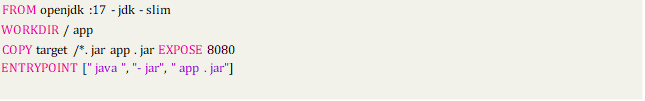 FROM openjdk :17 -jdk - slim
WORKDIR / app
COPY target /*. jar app . jar EXPOSE 8080
ENTRYPOINT [" java ", "- jar", " app . jar"]